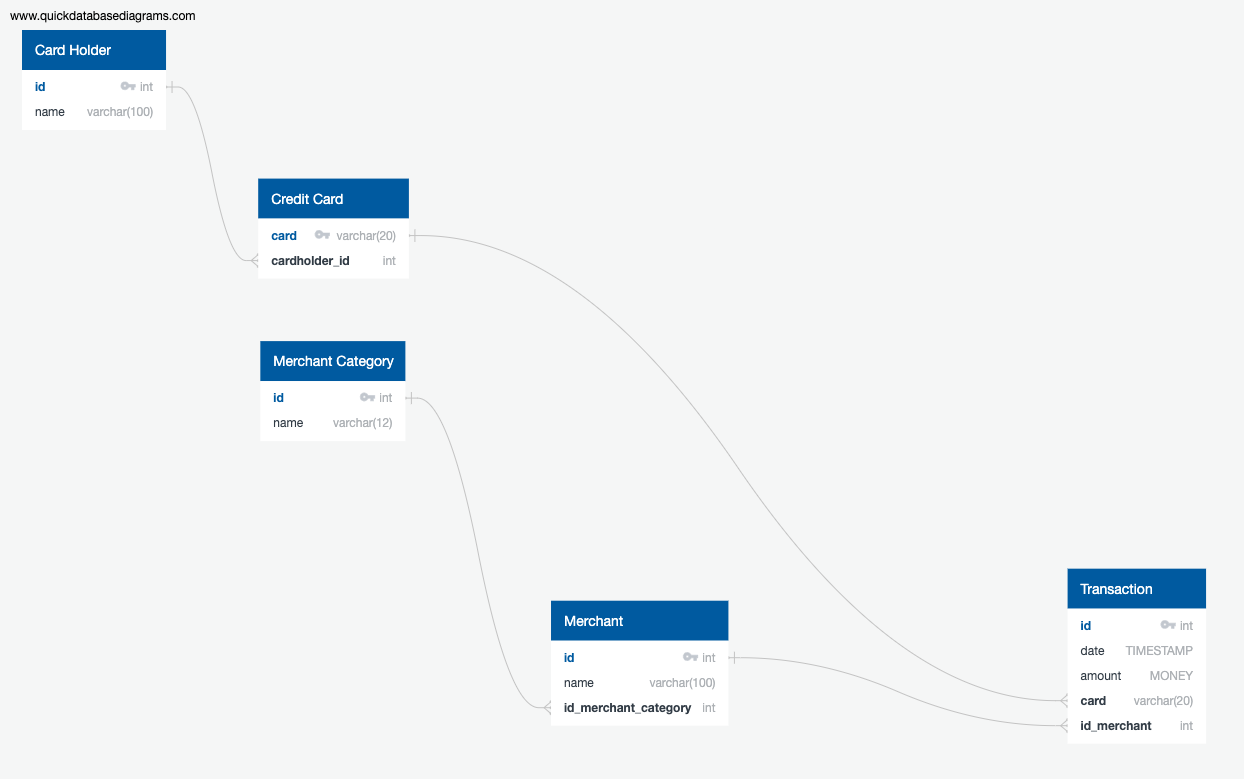 www.quickdatabasediagrams.com
Card Holder
id int
name varchar(100)
Credit Card
card varchar(20)
cardholder_id int
Merchant Category
id int
name varchar(12)
Merchant
id int
name varchar(100)
id_merchant_category int
Transaction
id int
date TIMESTAMP
amount MONEY
card varchar(20)
id_merchant int